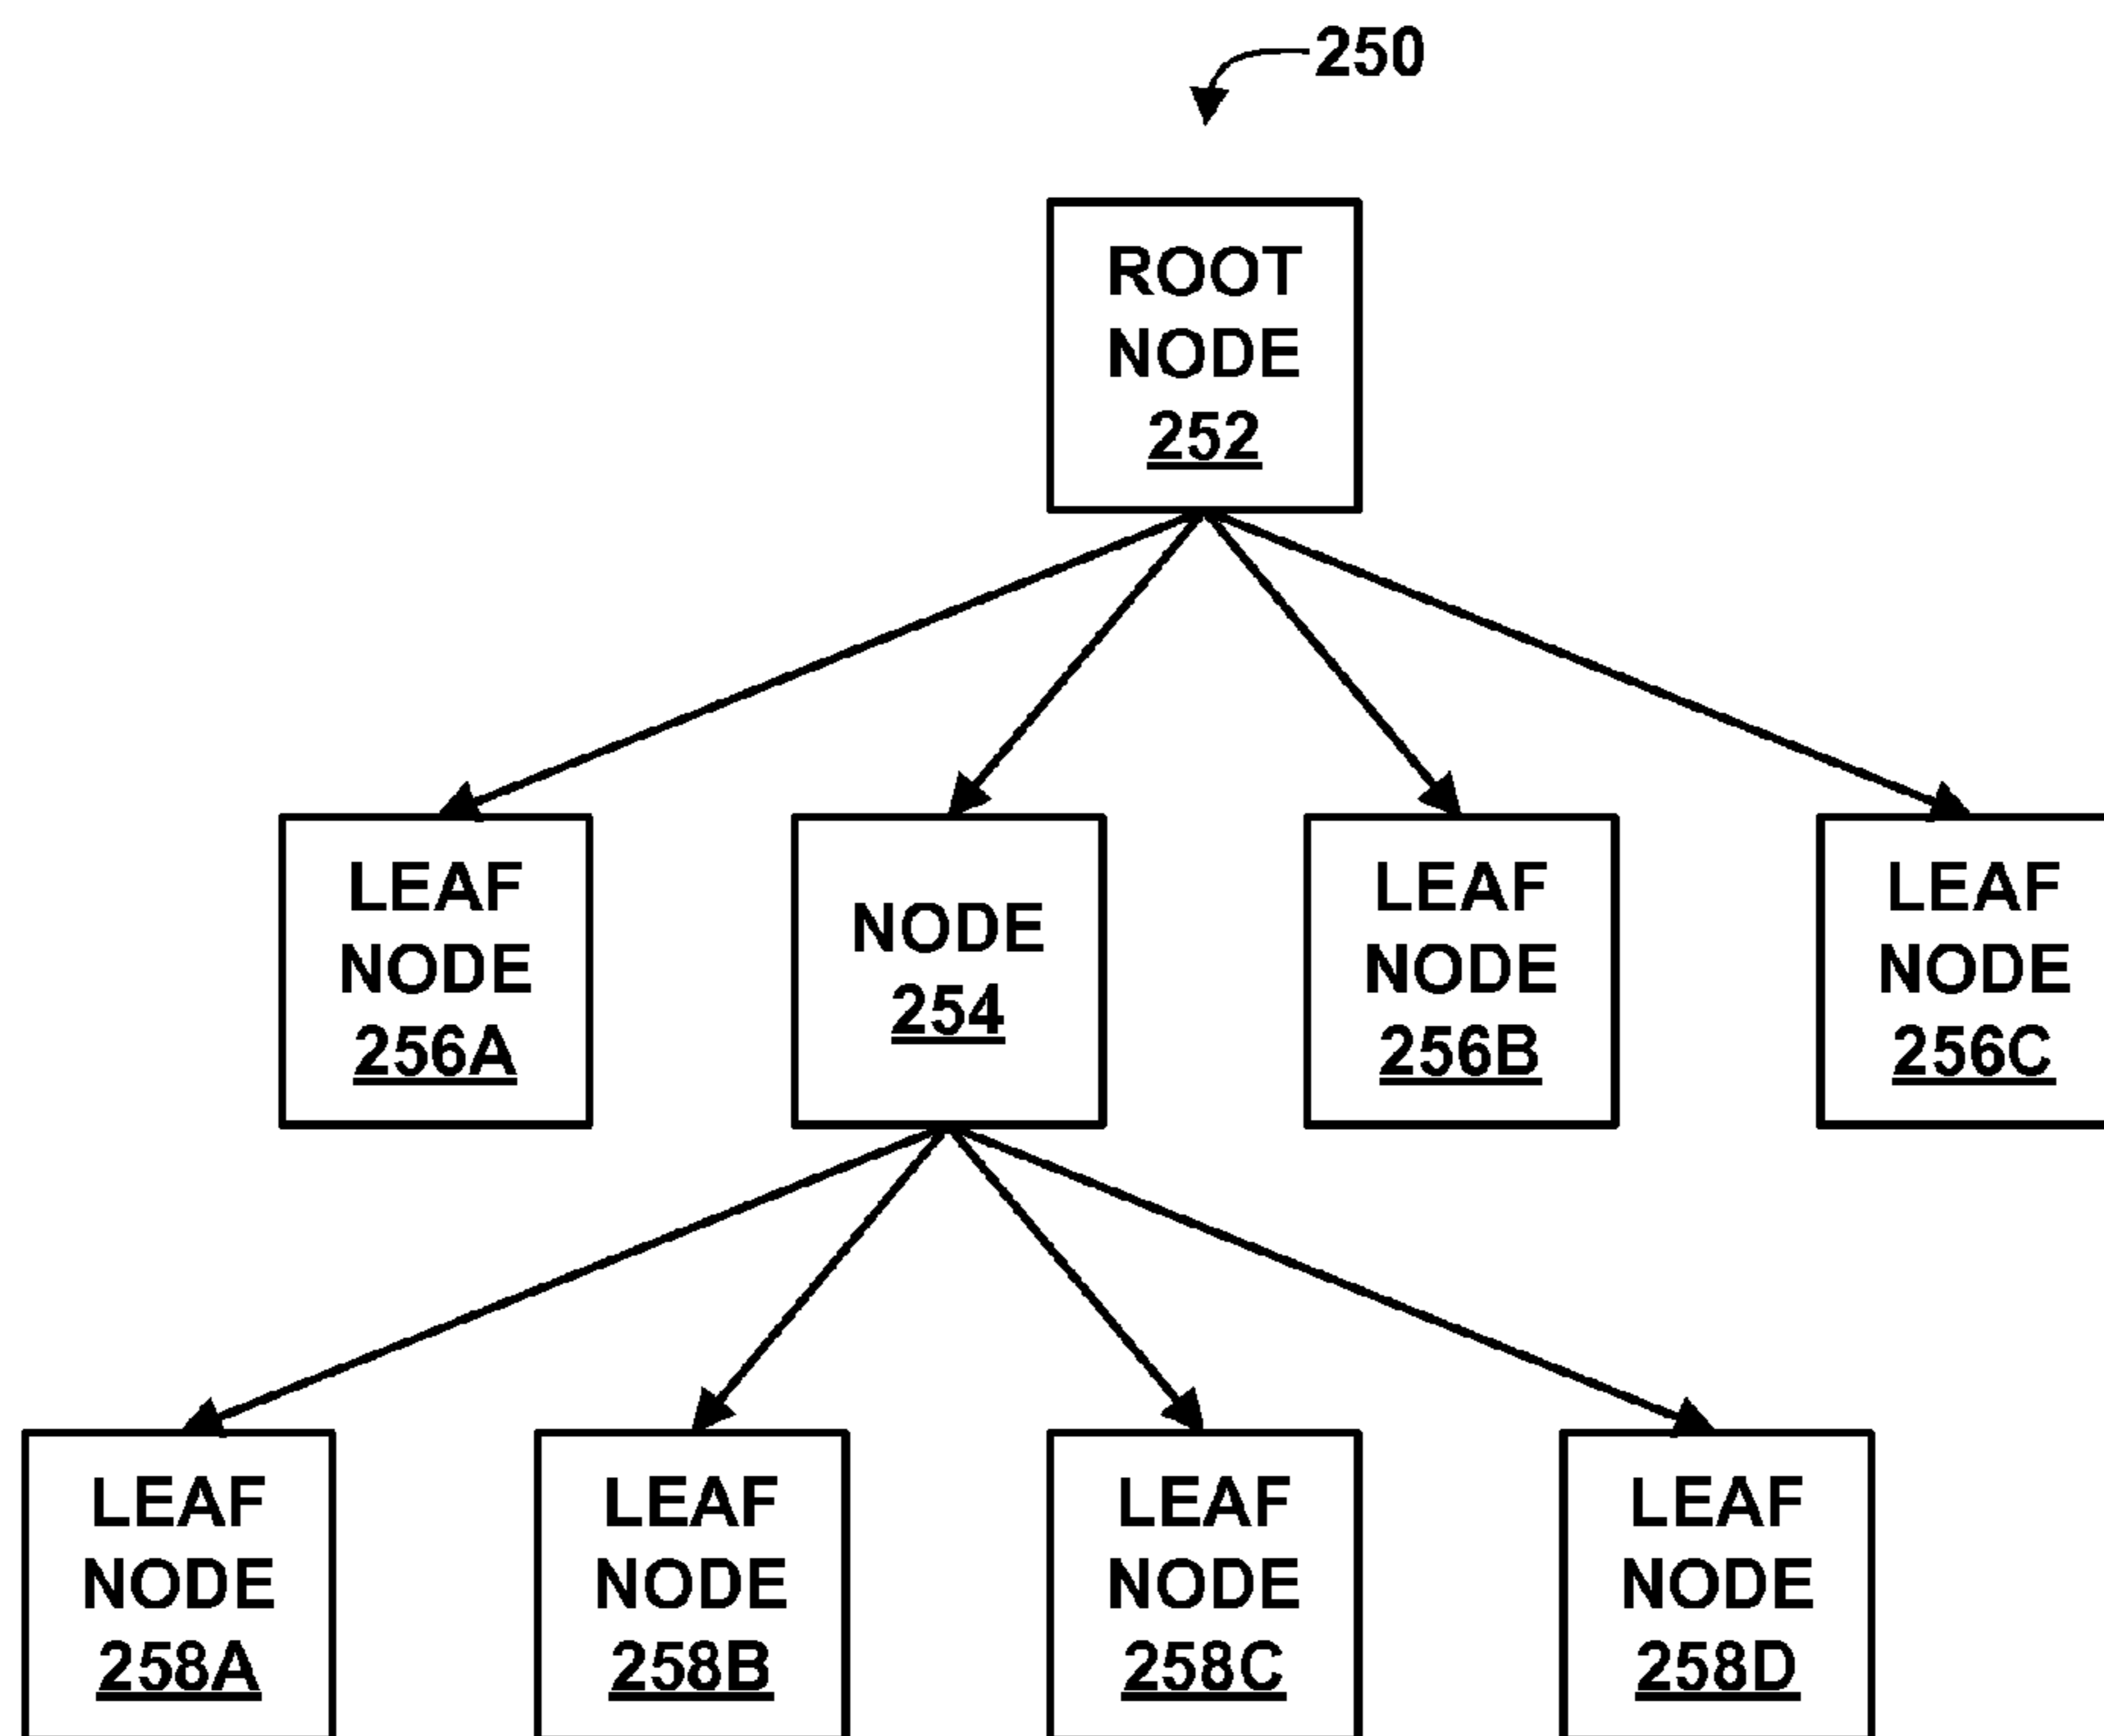 250
ROOT
NODE
252
LEAF
NODE
256A
NODE
254
LEAF
NODE
256B
LEAF
NODE
256C
LEAF
NODE
258A
LEAF
NODE
258B
LEAF
NODE
258C
LEAF
NODE
258D